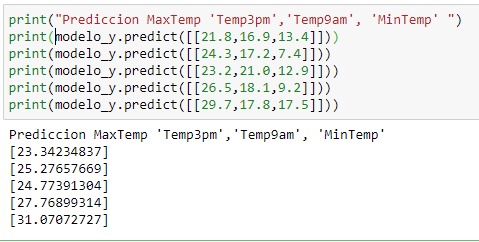 print("Prediccion MaxTemp 'Temp3pm','Temp9am', 'MinTemp' ")
print(modelo_y.predict([[21.8,16.9,13.4]]))
print(modelo_y.predict([[24.3,17.2,7.4]]))
print(modelo_y.predict([[23.2,21.0,12.9]]))
print(modelo_y.predict([[26.5,18.1,9.2]]))
print(modelo_y.predict([[29.7,17.8,17.5]]))
Prediccion MaxTemp 'Temp3pm','Temp9am', 'MinTemp'
[23.34234837]
[25.27657669]
[24.77391304]
[27.76899314]
[31.07072727]